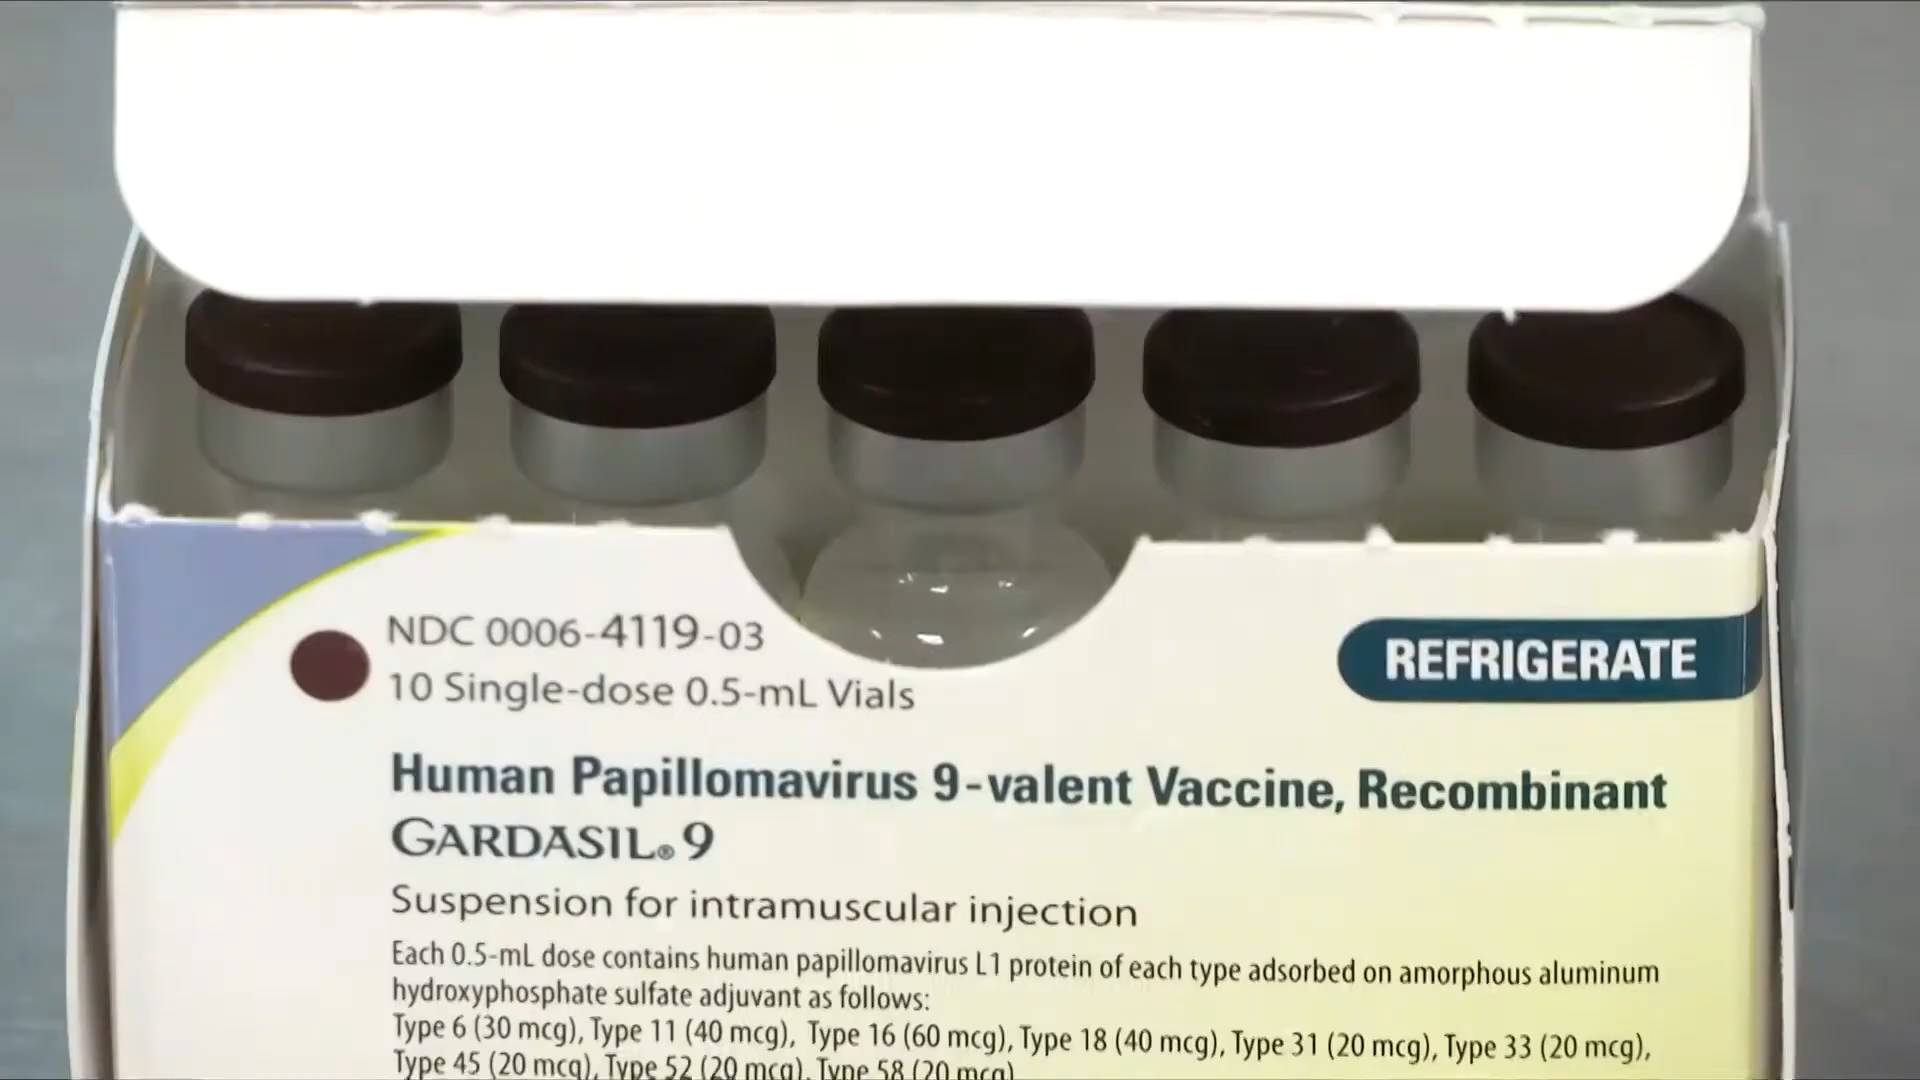 NDC 0006-4119-03
10 Single-dose 0.5-mL Vials
REFRIGERATE
Human Papillomavirus 9-valent Vaccine, Recombinant
GARDASIL® 9
Suspension for intramuscular injection
Each 0.5-mL dose contains human papillomavirus L1 protein of each type adsorbed on amorphous aluminum
hydroxyphosphate sulfate adjuvant as follows:
Type 6 (30 mcg), Type 11 (40 mcg), Type 16 (60 mcg), Type 18 (40 mcg), Type 31 (20 mcg), Type 33 (20 mcg),
Type 45 (20 mcg), Type 52 (20 mcg), Type 58 (20 mcg)